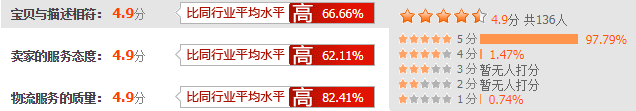 宝贝与描述相符: 4.9分 比同行业平均水平 高 66.66%
卖家的服务态度: 4.9分 比同行业平均水平 高 62.11%
物流服务的质量: 4.9分 比同行业平均水平 高 82.41%
4.9分 共136人
5分 97.79%
4分 1.47%
3分 暂无人打分
2分 暂无人打分
1分 0.74%